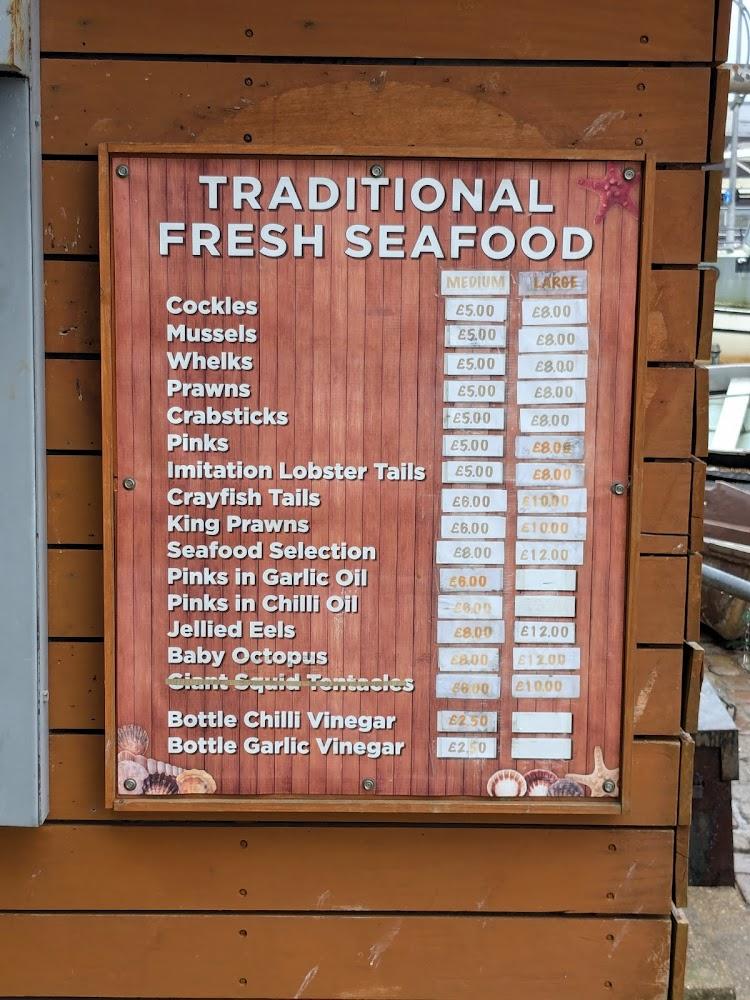 TRADITIONAL
FRESH SEAFOOD
MEDIUM LARGE
Cockles £5.00 £8.00
Mussels £5.00 £8.00
Whelks £5.00 £8.00
Prawns £5.00 £8.00
Crabsticks £5.00 £8.00
Pinks £5.00 £8.00
Imitation Lobster Tails £5.00 £8.00
Crayfish Tails £6.00 £10.00
King Prawns £6.00 £10.00
Seafood Selection £8.00 £12.00
Pinks in Garlic Oil £6.00
Pinks in Chilli Oil £6.00
Jellied Eels £8.00 £12.00
Baby Octopus £8.00 £12.00
Giant Squid Tentacles £6.00 £10.00
Bottle Chilli Vinegar £2.50
Bottle Garlic Vinegar £2.50